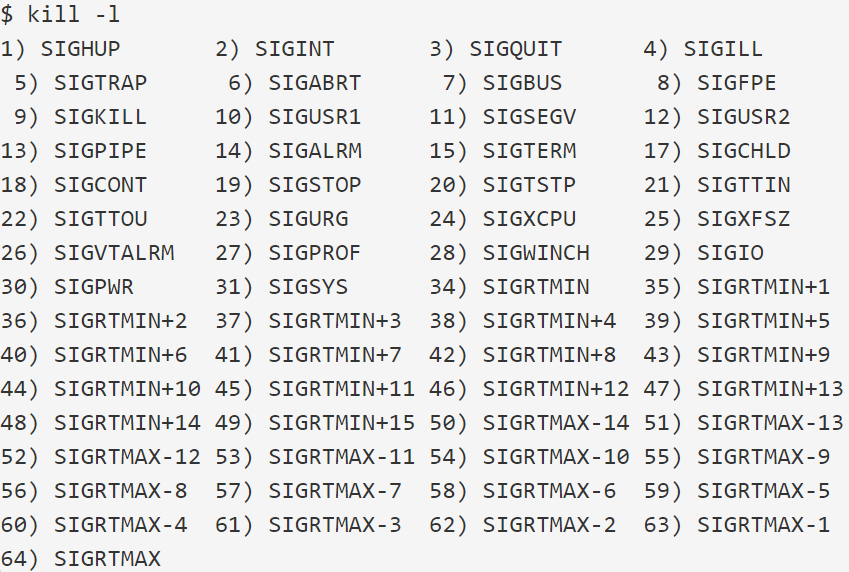 $ kill -l
1) SIGHUP 2) SIGINT 3) SIGQUIT 4) SIGILL
5) SIGTRAP 6) SIGABRT 7) SIGBUS 8) SIGFPE
9) SIGKILL 10) SIGUSR1 11) SIGSEGV 12) SIGUSR2
13) SIGPIPE 14) SIGALRM 15) SIGTERM 17) SIGCHLD
18) SIGCONT 19) SIGSTOP 20) SIGTSTP 21) SIGTTIN
22) SIGTTOU 23) SIGURG 24) SIGXCPU 25) SIGXFSZ
26) SIGVTALRM 27) SIGPROF 28) SIGWINCH 29) SIGIO
30) SIGPWR 31) SIGSYS 34) SIGRTMIN 35) SIGRTMIN+1
36) SIGRTMIN+2 37) SIGRTMIN+3 38) SIGRTMIN+4 39) SIGRTMIN+5
40) SIGRTMIN+6 41) SIGRTMIN+7 42) SIGRTMIN+8 43) SIGRTMIN+9
44) SIGRTMIN+10 45) SIGRTMIN+11 46) SIGRTMIN+12 47) SIGRTMIN+13
48) SIGRTMIN+14 49) SIGRTMIN+15 50) SIGRTMAX-14 51) SIGRTMAX-13
52) SIGRTMAX-12 53) SIGRTMAX-11 54) SIGRTMAX-10 55) SIGRTMAX-9
56) SIGRTMAX-8 57) SIGRTMAX-7 58) SIGRTMAX-6 59) SIGRTMAX-5
60) SIGRTMAX-4 61) SIGRTMAX-3 62) SIGRTMAX-2 63) SIGRTMAX-1
64) SIGRTMAX